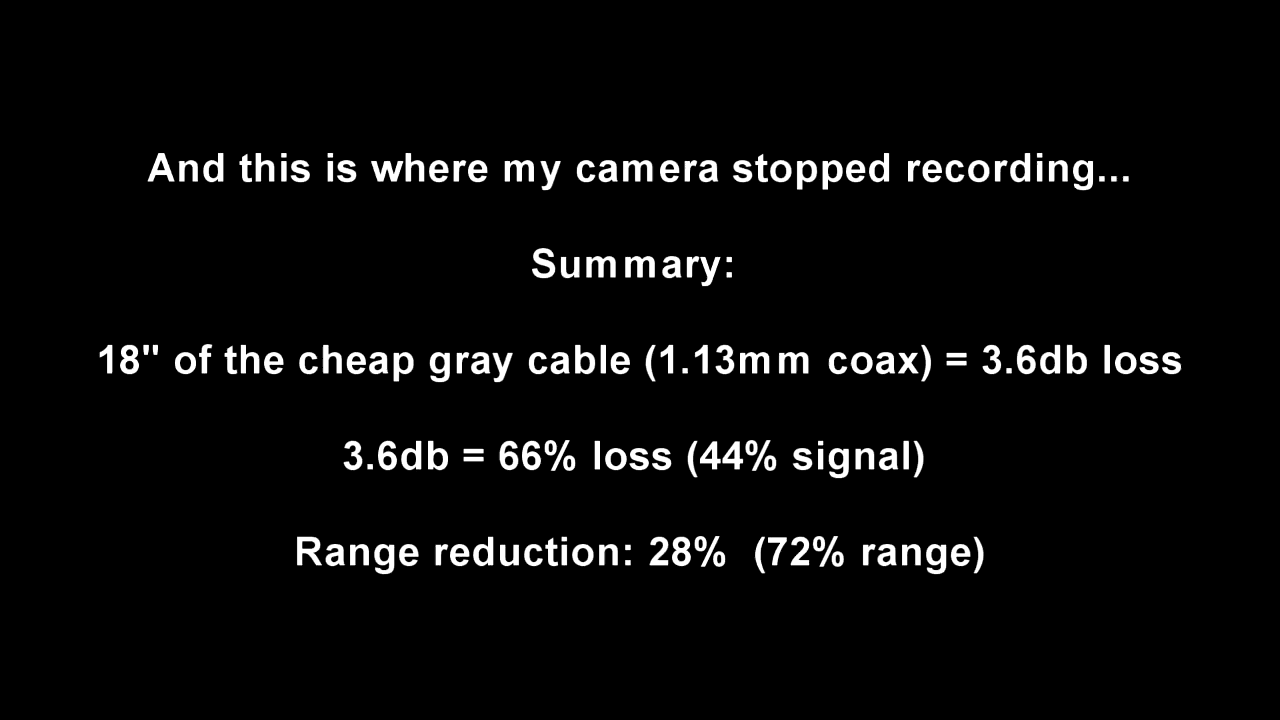 And this is where my camera stopped recording...
Summary:
18" of the cheap gray cable (1.13mm coax) = 3.6db loss
3.6db = 66% loss (44% signal)
Range reduction: 28%  (72% range)